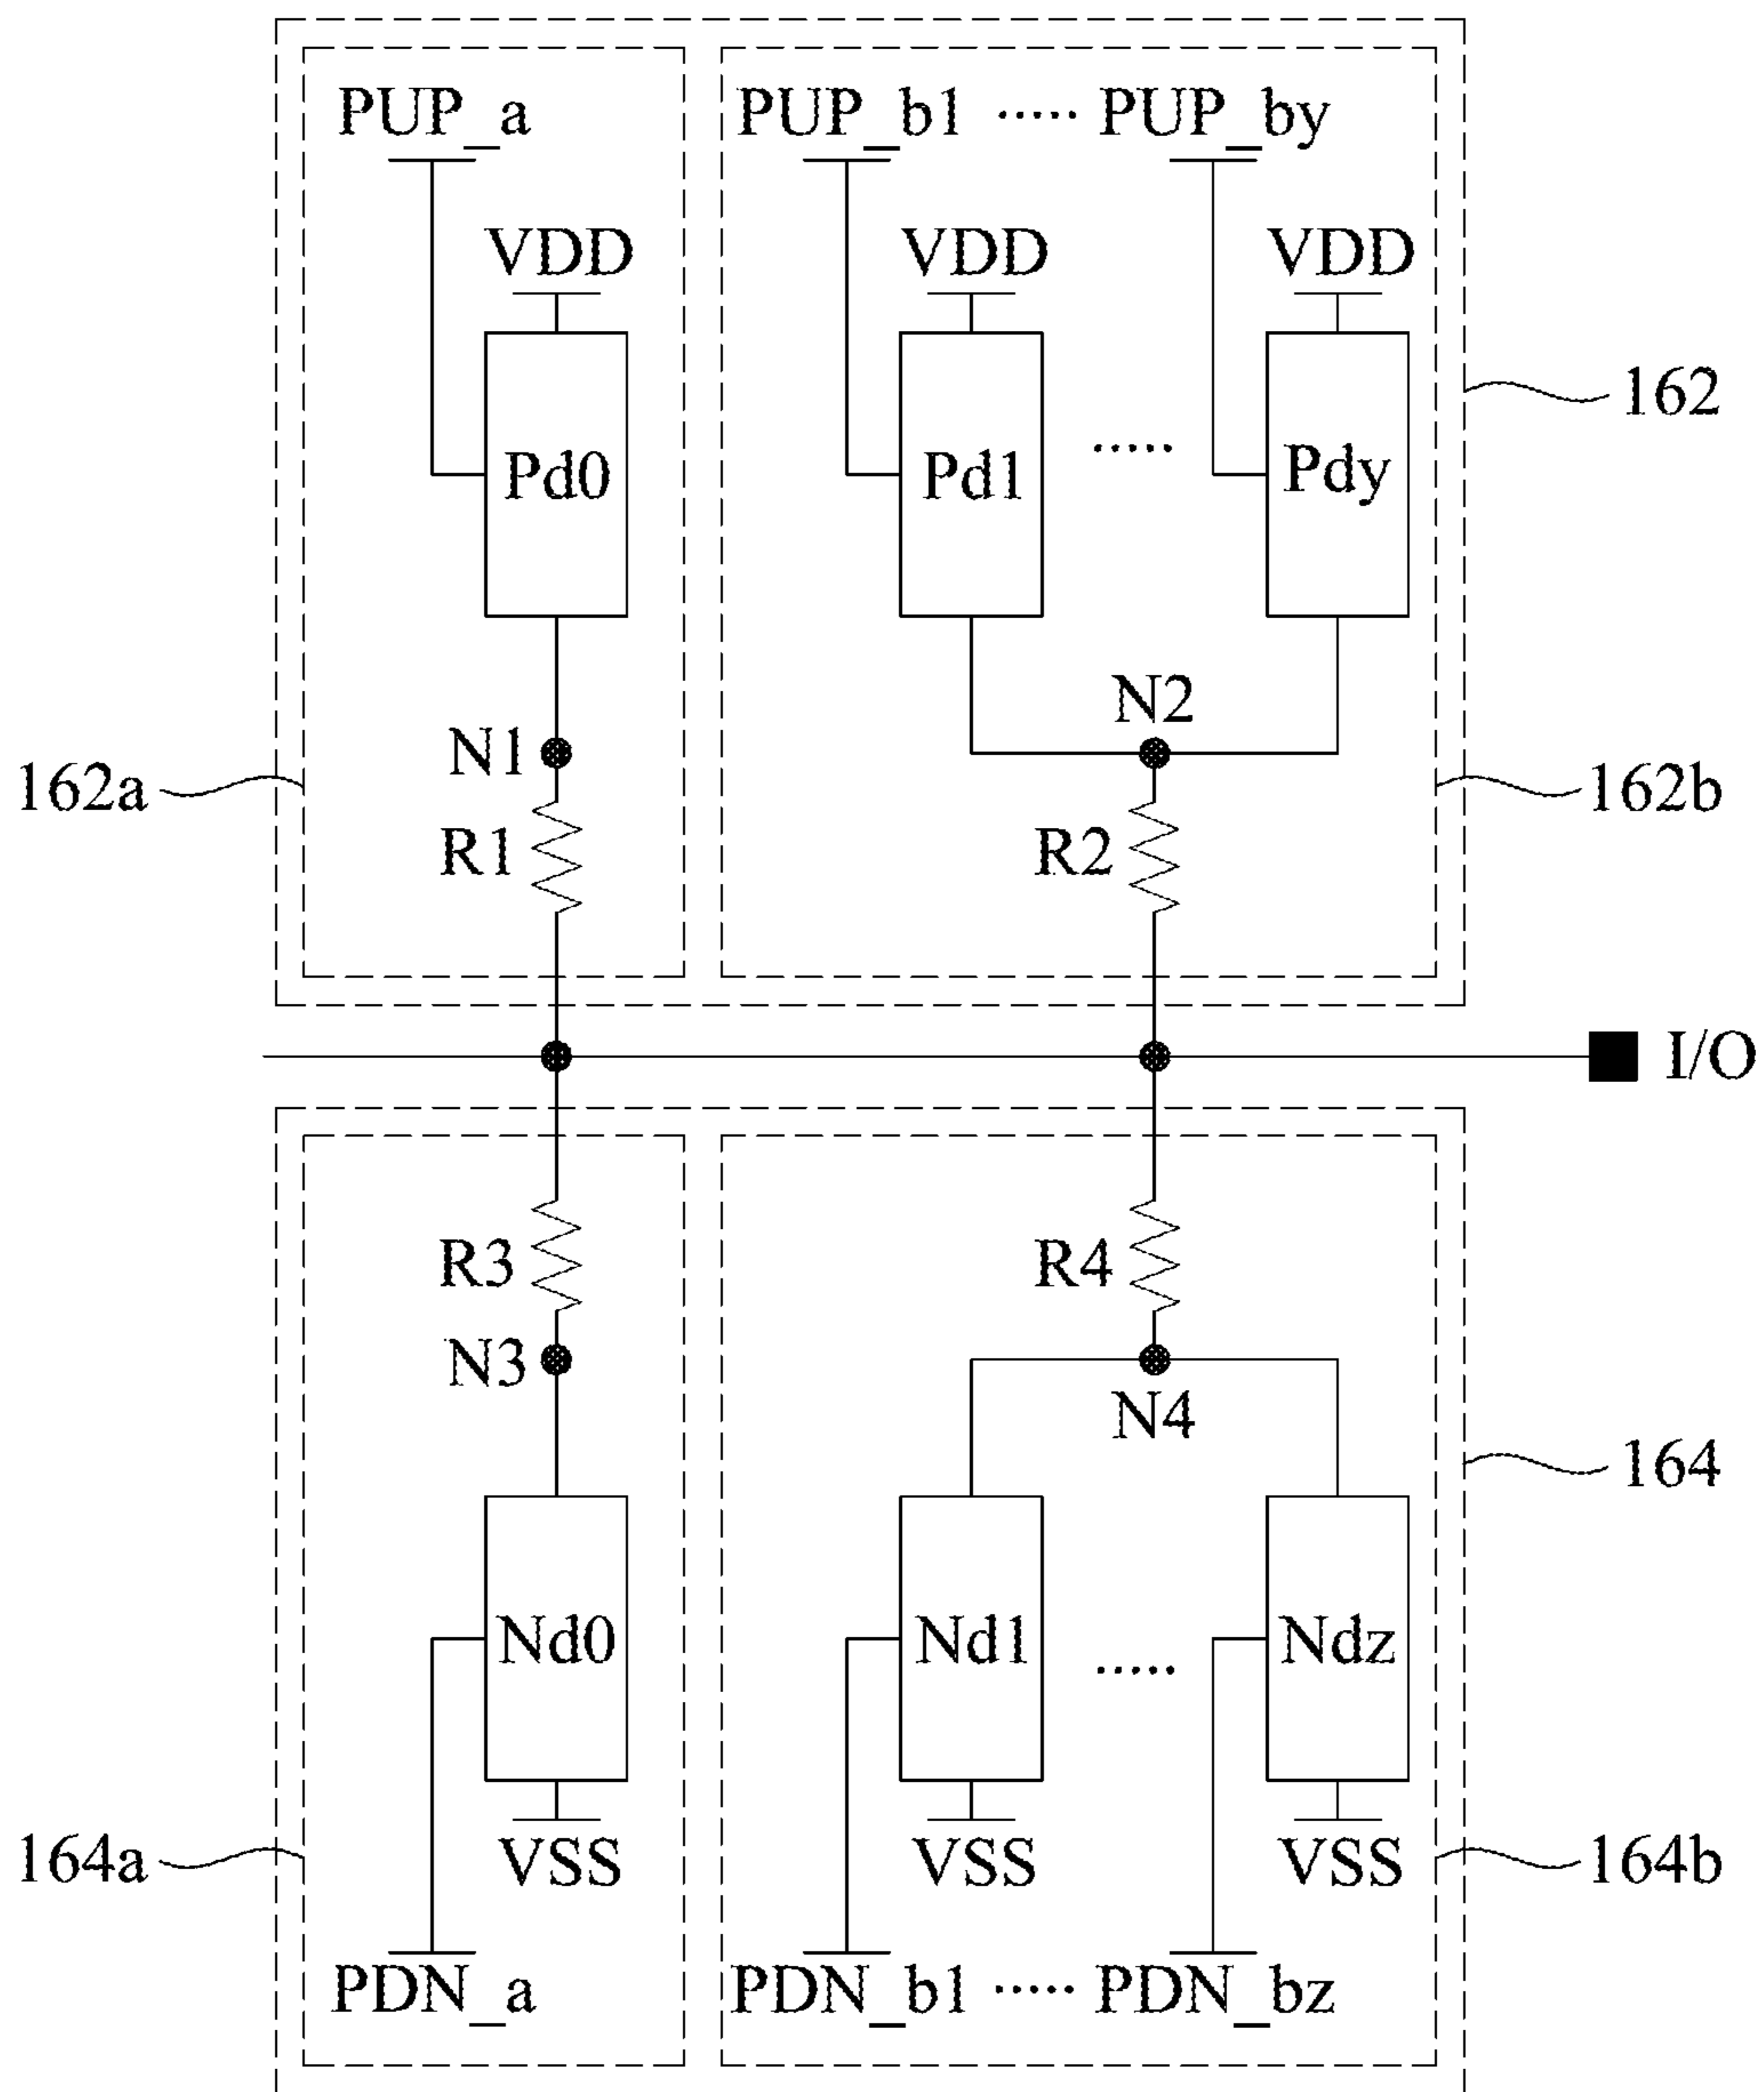 PUP_a PUP_b1 ..... PUP_by
VDD VDD VDD
162
Pd0 Pd1 ..... Pdy
N2
N1
162a 162b
R1 R2
I/O
R3 R4
N3
N4
164
Nd0 Nd1 ..... Ndz
VSS VSS VSS
164a 164b
PDN_a PDN_b1 ..... PDN_bz